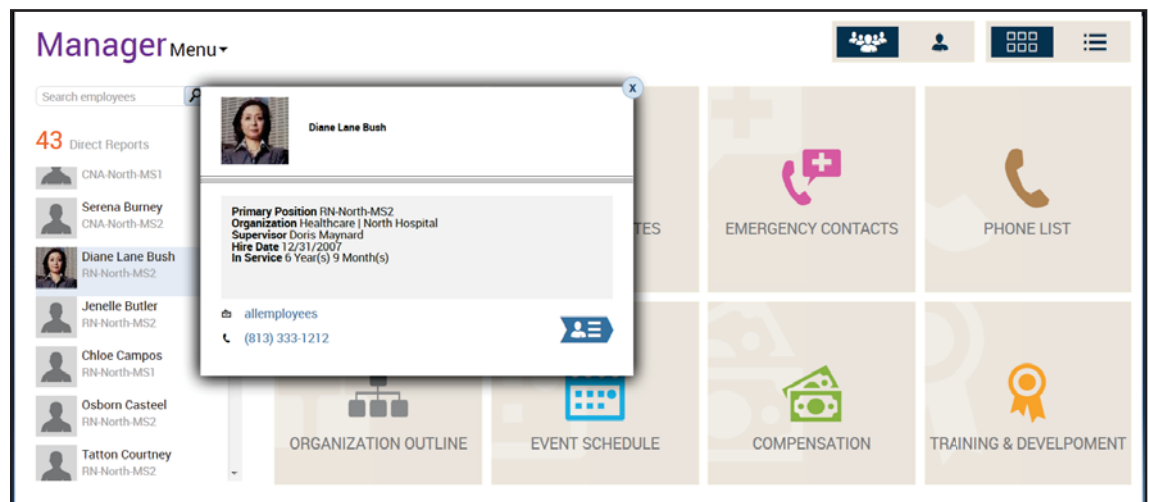 Manager Menu
Search employees
43 Direct Reports
CNA-North-MS1
Serena Burney
CNA-North-MS2
Diane Lane Bush
RN-North-MS2
Jenelle Butler
RN-North-MS2
Chloe Campos
RN-North-MS1
Osborn Casteel
RN-North-MS2
Tatton Courtney
RN-North-MS2
X
Diane Lane Bush
Primary Position RN-North-MS2
Organization Healthcare | North Hospital
Supervisor Doris Maynard
Hire Date 12/31/2007
In Service 6 Year(s) 9 Month(s)
allemployees
(813) 333-1212
TES
EMERGENCY CONTACTS
PHONE LIST
ORGANIZATION OUTLINE
EVENT SCHEDULE
COMPENSATION
TRAINING & DEVELPOMENT